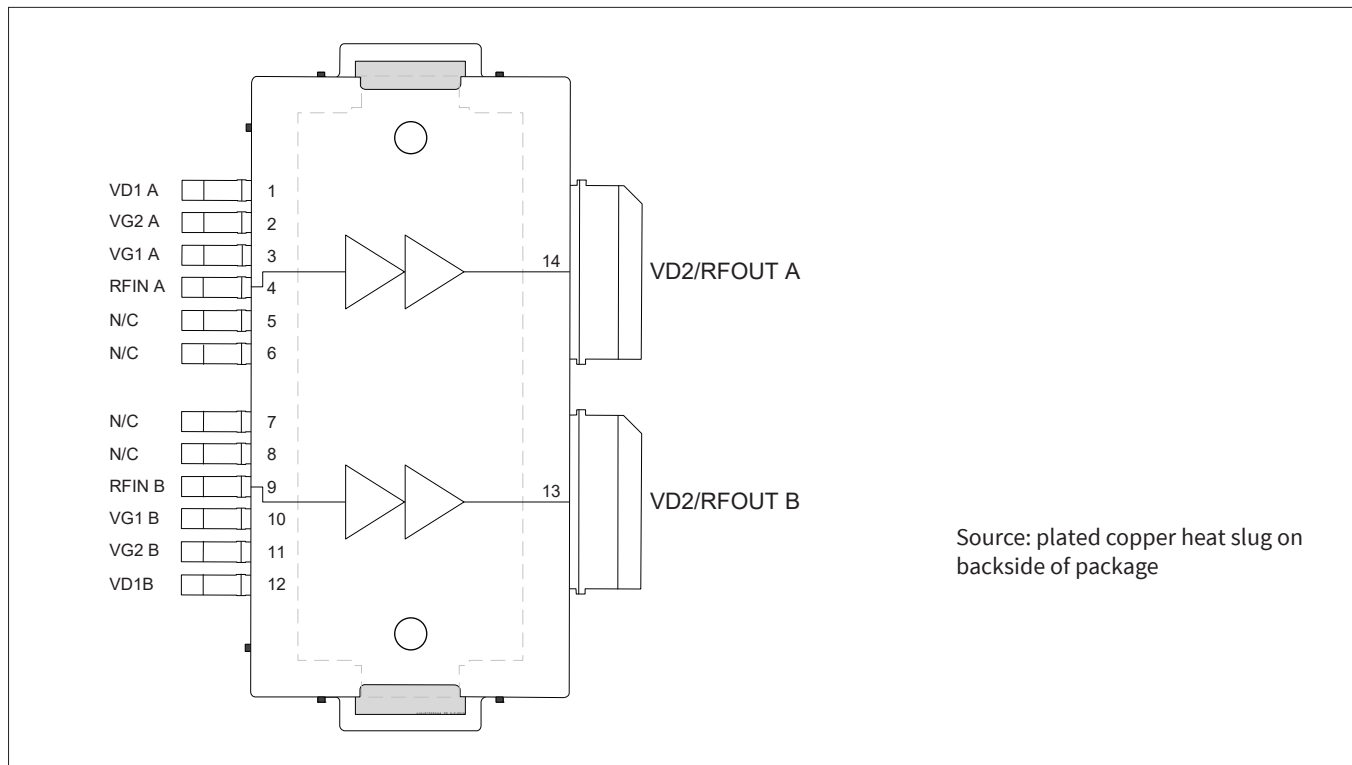 VD1 A 1
VG2 A 2
VG1 A 3
RFIN A 4
N/C 5
N/C 6
14 VD2/RFOUT A
N/C 7
N/C 8
RFIN B 9
VG1 B 10
VG2 B 11
VD1B 12
13 VD2/RFOUT B
Source: plated copper heat slug on
backside of package